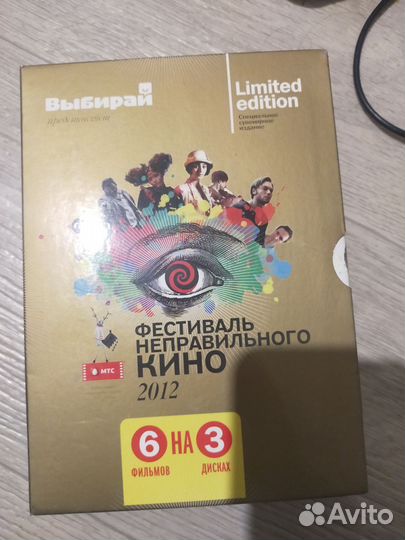 Выбирай
представляет
Limited
edition
Специальное
сувенирное
издание
ФЕСТИВАЛЬ
НЕПРАВИЛЬНОГО
КИНО
2012
МТС
6 НА 3
ФИЛЬМОВ ДИСКАХ
Avito